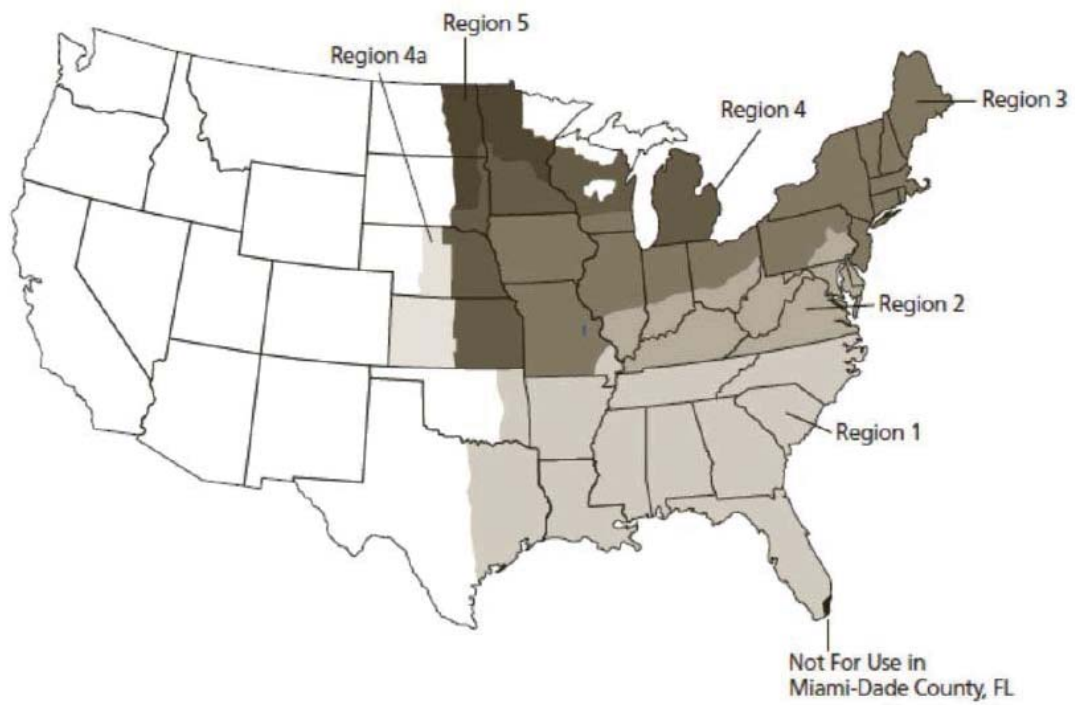 Region 5
Region 4a
Region 4
Region 3
Region 2
Region 1
Not For Use in
Miami-Dade County, FL